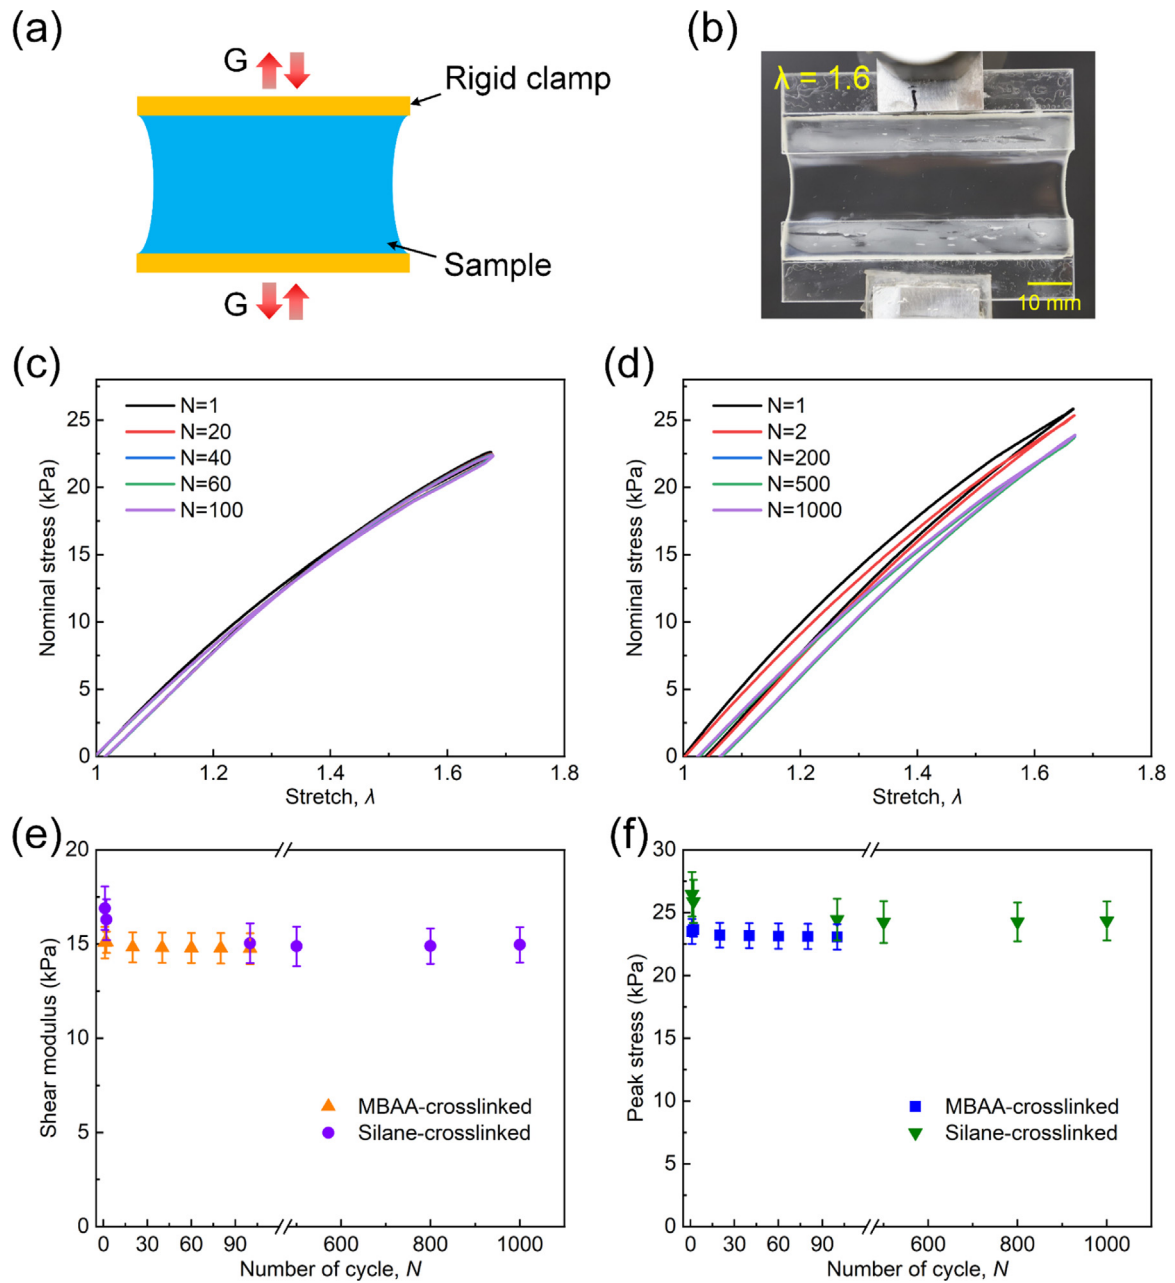 (a)
G
Rigid clamp
Sample
G
(b)
λ = 1.6
10 mm
(c)
25
20
15
10
5
0
Nominal stress (kPa)
N=1
N=20
N=40
N=60
N=100
1
1.2
1.4
1.6
1.8
Stretch, λ
(d)
25
20
15
10
5
0
Nominal stress (kPa)
N=1
N=2
N=200
N=500
N=1000
1
1.2
1.4
1.6
1.8
Stretch, λ
(e)
20
15
10
5
0
Shear modulus (kPa)
MBAA-crosslinked
Silane-crosslinked
0
30
60
90
600
800
1000
Number of cycle, N
(f)
30
25
20
15
10
5
0
Peak stress (kPa)
MBAA-crosslinked
Silane-crosslinked
0
30
60
90
600
800
1000
Number of cycle, N